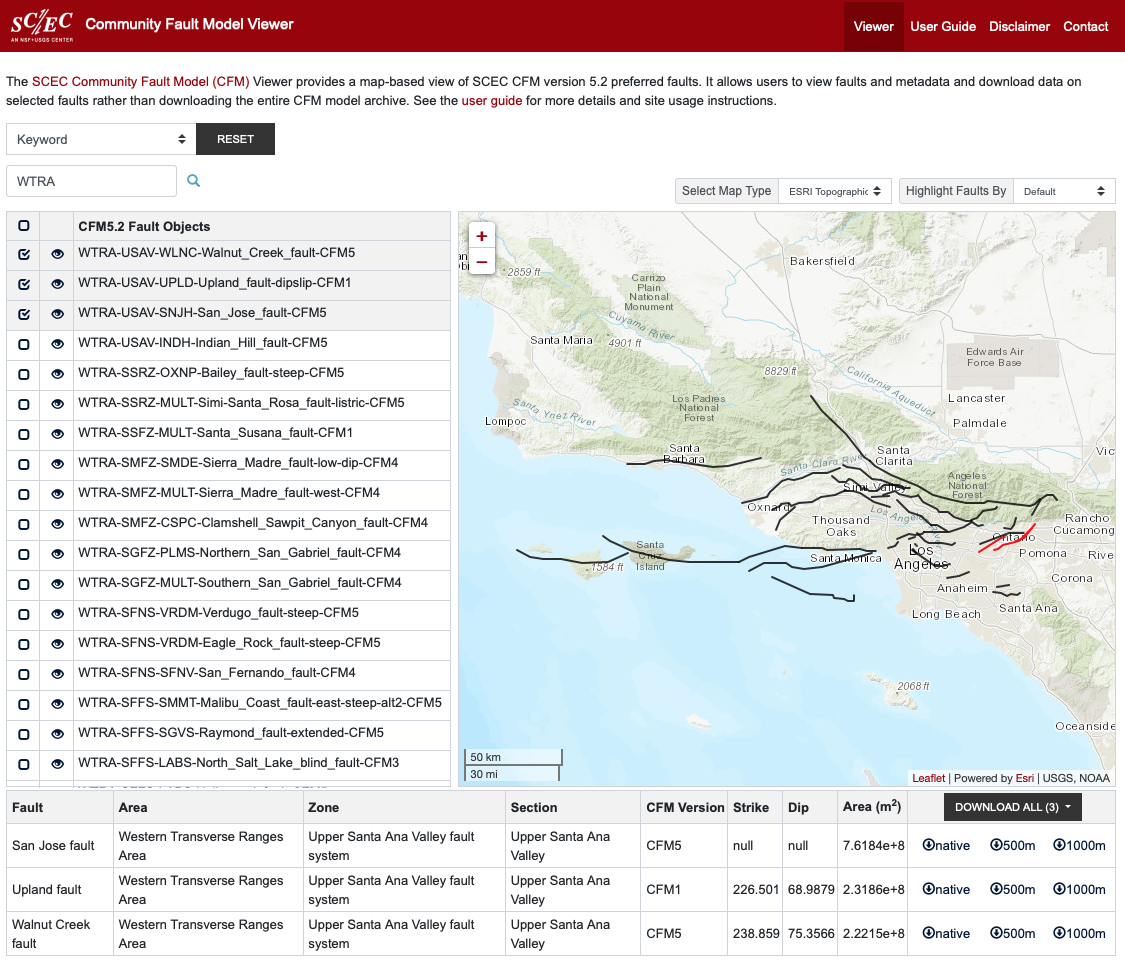 SC/EC
AN NSF+USGS CENTER
Community Fault Model Viewer
Viewer
User Guide
Disclaimer
Contact
The SCEC Community Fault Model (CFM) Viewer provides a map-based view of SCEC CFM version 5.2 preferred faults. It allows users to view faults and metadata and download data on
selected faults rather than downloading the entire CFM model archive. See the user guide for more details and site usage instructions.
Keyword
RESET
WTRA
Select Map Type
ESRI Topographic
Highlight Faults By
Default
CFM5.2 Fault Objects
WTRA-USAV-WLNC-Walnut_Creek_fault-CFM5
WTRA-USAV-UPLD-Upland_fault-dipslip-CFM1
WTRA-USAV-SNJH-San_Jose_fault-CFM5
WTRA-USAV-INDH-Indian_Hill_fault-CFM5
WTRA-SSRZ-OXNP-Bailey_fault-steep-CFM5
WTRA-SSRZ-MULT-Simi-Santa_Rosa_fault-listric-CFM5
WTRA-SSFZ-MULT-Santa_Susana_fault-CFM1
WTRA-SMFZ-SMDE-Sierra_Madre_fault-low-dip-CFM4
WTRA-SMFZ-MULT-Sierra_Madre_fault-west-CFM4
WTRA-SMFZ-CSPC-Clamshell_Sawpit_Canyon_fault-CFM4
WTRA-SGFZ-PLMS-Northern_San_Gabriel_fault-CFM4
WTRA-SGFZ-MULT-Southern_San_Gabriel_fault-CFM4
WTRA-SFNS-VRDM-Verdugo_fault-steep-CFM5
WTRA-SFNS-VRDM-Eagle_Rock_fault-steep-CFM5
WTRA-SFNS-SFNV-San_Fernando_fault-CFM4
WTRA-SFFS-SMMT-Malibu_Coast_fault-east-steep-alt2-CFM5
WTRA-SFFS-SGVS-Raymond_fault-extended-CFM5
WTRA-SFFS-LABS-North_Salt_Lake_blind_fault-CFM3
+
−
2859 ft
Carrizo
Plain
National
Monument
Bakersfield
Cuyama River
Santa Maria
4901 ft
Edwards Air
Force Base
8829 ft
California Aqueduct
Lancaster
Los Padres
National
Forest
Santa Ynez River
Lompoc
Palmdale
Santa
Barbara
Santa Clara River
Santa
Clarita
Vic
Angeles
National
Forest
Simi Valley
Oxnard
Thousand
Oaks
Los Angeles
Rancho
Cucamong
Ontario
Santa
Cruz
Island
1584 ft
Santa Monica
Los
Angeles
Pomona
Rive
Corona
Anaheim
Long Beach
Santa Ana
2068 ft
Oceanside
50 km
30 mi
Leaflet | Powered by Esri | USGS, NOAA
Fault
Area
Zone
Section
CFM Version
Strike
Dip
Area (m2)
DOWNLOAD ALL (3)
San Jose fault
Western Transverse Ranges
Area
Upper Santa Ana Valley fault
system
Upper Santa Ana
Valley
CFM5
null
null
7.6184e+8
native
500m
1000m
Upland fault
Western Transverse Ranges
Area
Upper Santa Ana Valley fault
system
Upper Santa Ana
Valley
CFM1
226.501
68.9879
2.3186e+8
native
500m
1000m
Walnut Creek
fault
Western Transverse Ranges
Area
Upper Santa Ana Valley fault
system
Upper Santa Ana
Valley
CFM5
238.859
75.3566
2.2215e+8
native
500m
1000m